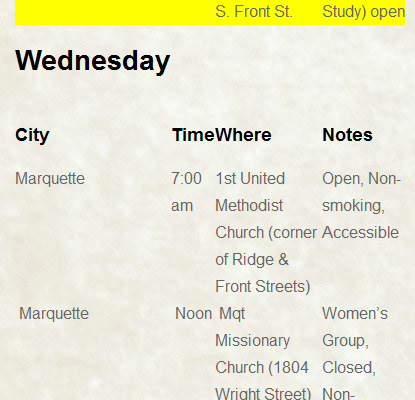 S. Front St. Study) open
Wednesday
City Time Where Notes
Marquette 7:00 1st United Open, Non-
am Methodist smoking,
Church (corner Accessible
of Ridge &
Front Streets)
Marquette Noon Mqt Women's
Missionary Group,
Church (1804 Closed,
Wright Street) Non-